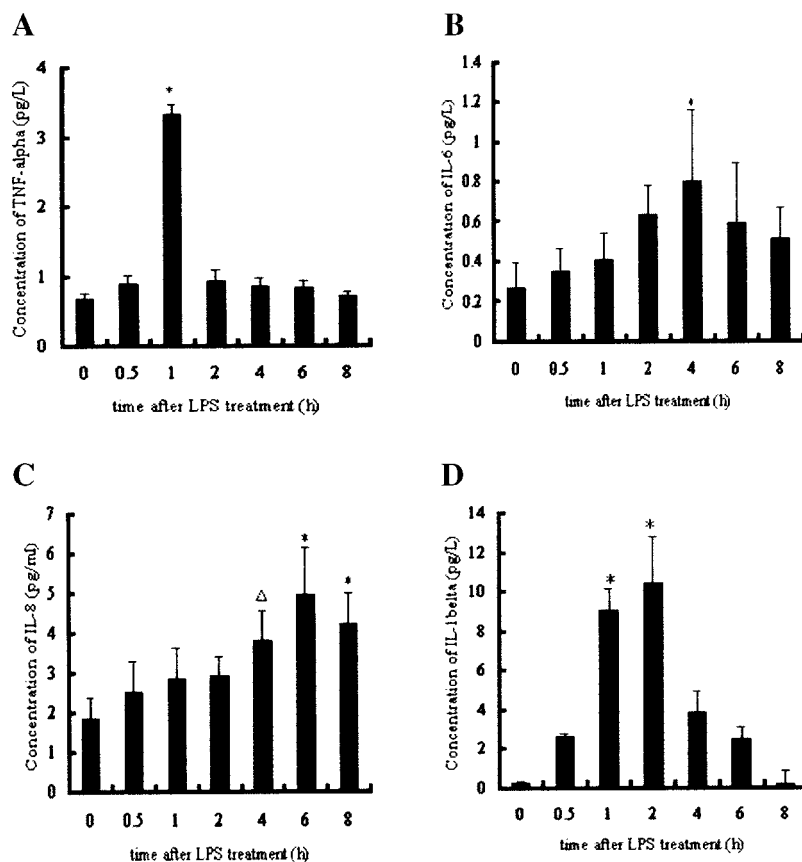 A
Concentration of TNF-alpha (pg/L)
4
3
2
1
0
*
0 0.5 1 2 4 6 8
time after LPS treatment (h)
B
Concentration of IL-6 (pg/L)
1.4
1.2
1
0.8
0.6
0.4
0.2
0
*
0 0.5 1 2 4 6 8
time after LPS treatment (h)
C
Concentration of IL-8 (pg/ml)
7
6
5
4
3
2
1
0
Δ * *
0 0.5 1 2 4 6 8
time after LPS treatment (h)
D
Concentration of IL-1belta (pg/L)
14
12
10
8
6
4
2
0
* *
0 0.5 1 2 4 6 8
time after LPS treatment (h)